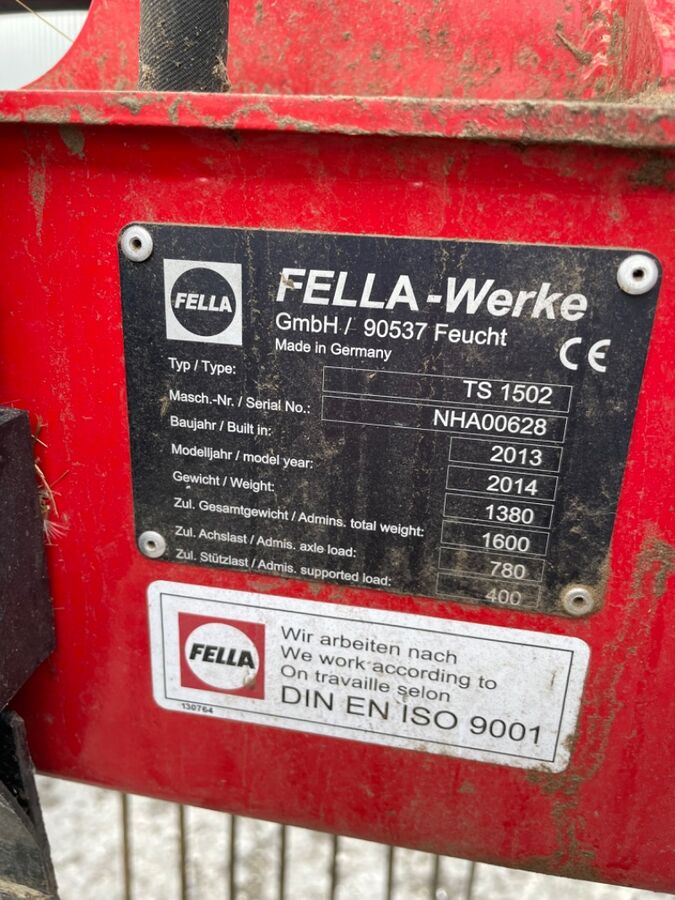 FELLA
FELLA-Werke
GmbH / 90537 Feucht
Made in Germany
CE
Typ / Type: TS 1502
Masch.-Nr. / Serial No.: NHA00628
Baujahr / Built in: 2013
Modelljahr / model year: 2014
Gewicht / Weight: 1380
Zul. Gesamtgewicht / Admins. total weight: 1600
Zul. Achslast / Admis. axle load: 780
Zul. Stützlast / Admis. supported load: 400
FELLA
Wir arbeiten nach
We work according to
On travaille selon
DIN EN ISO 9001
130764